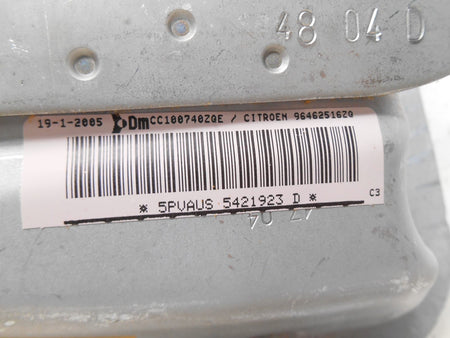 48 04 D
19-1-2005 Dm CC100740ZQE / CITROEN 96462516ZQ
C3
* 5PVAUS 5421923 D *